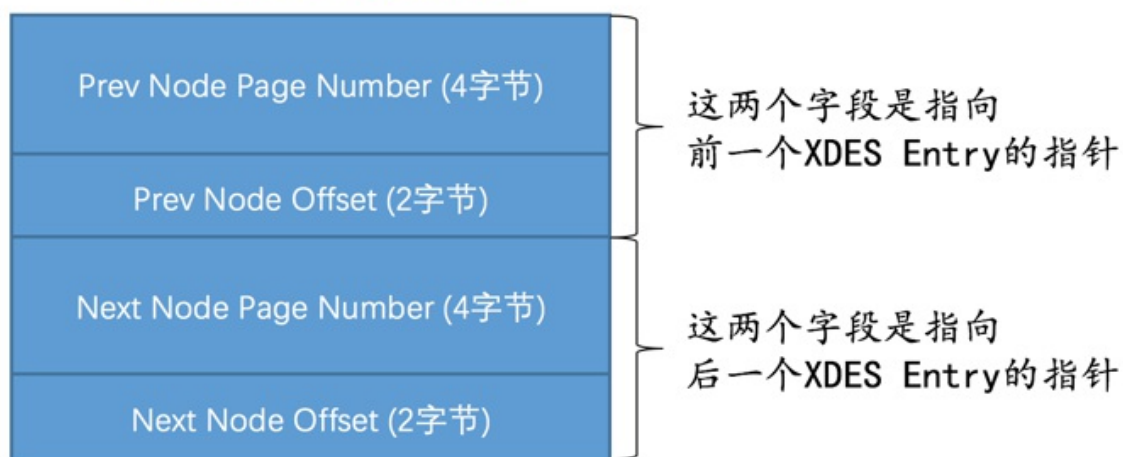 Prev Node Page Number (4字节)
这两个字段是指向
前一个XDES Entry的指针
Prev Node Offset (2字节)
Next Node Page Number (4字节)
这两个字段是指向
后一个XDES Entry的指针
Next Node Offset (2字节)